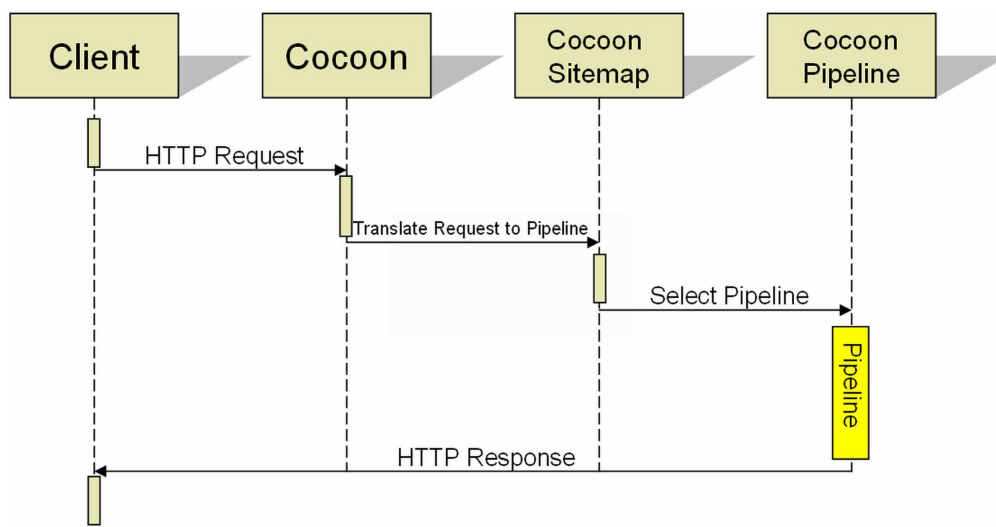 Client
Cocoon
Cocoon
Sitemap
Cocoon
Pipeline
HTTP Request
Translate Request to Pipeline
Select Pipeline
Pipeline
HTTP Response